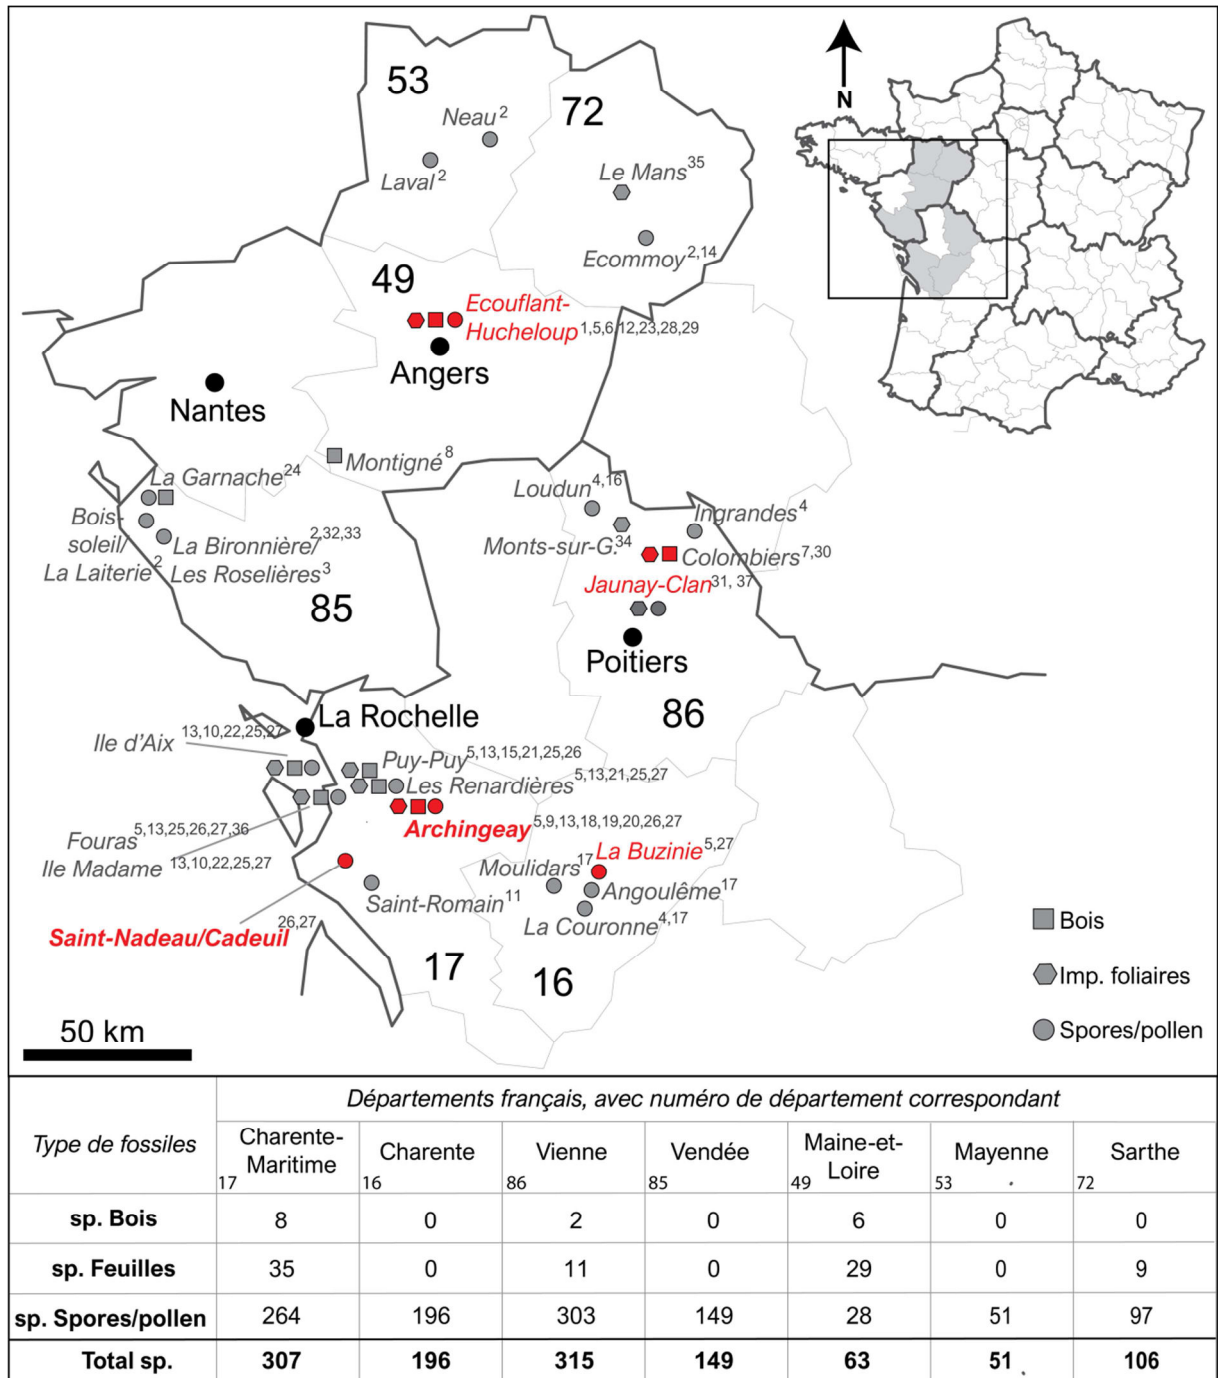 53
72
Neau2
Laval2
Le Mans35
Ecommoy2,14
N
49
Ecouflant-
Hucheloup1,5,6,12,23,28,29
Angers
Nantes
Montigné8
La Garnache24
Bois-
soleil/
La Laiterie2
La Bironnière/2,32,33
Les Roselières3
85
Loudun4,16
Ingrandes4
Monts-sur-G.34
Colombiers7,30
Jaunay-Clan31, 37
Poitiers
86
La Rochelle
Ile d'Aix 13,10,22,25,27
Puy-Puy5,13,15,21,25,26
Les Renardières5,13,21,25,27
Archingeay5,9,13,18,19,20,26,27
Fouras5,13,25,26,27,36
Ile Madame 13,10,22,25,27
La Buzinie5,27
Moulidars17
Angoulême17
La Couronne4,17
Saint-Romain11
Saint-Nadeau/Cadeuil26,27
17
16
Bois
Imp. foliaires
Spores/pollen
50 km
Type de fossiles
Départements français, avec numéro de département correspondant
Charente-Maritime 17 Charente 16 Vienne 86 Vendée 85 Maine-et-Loire 49 Mayenne 53 Sarthe 72
sp. Bois 8 0 2 0 6 0 0
sp. Feuilles 35 0 11 0 29 0 9
sp. Spores/pollen 264 196 303 149 28 51 97
Total sp. 307 196 315 149 63 51 106